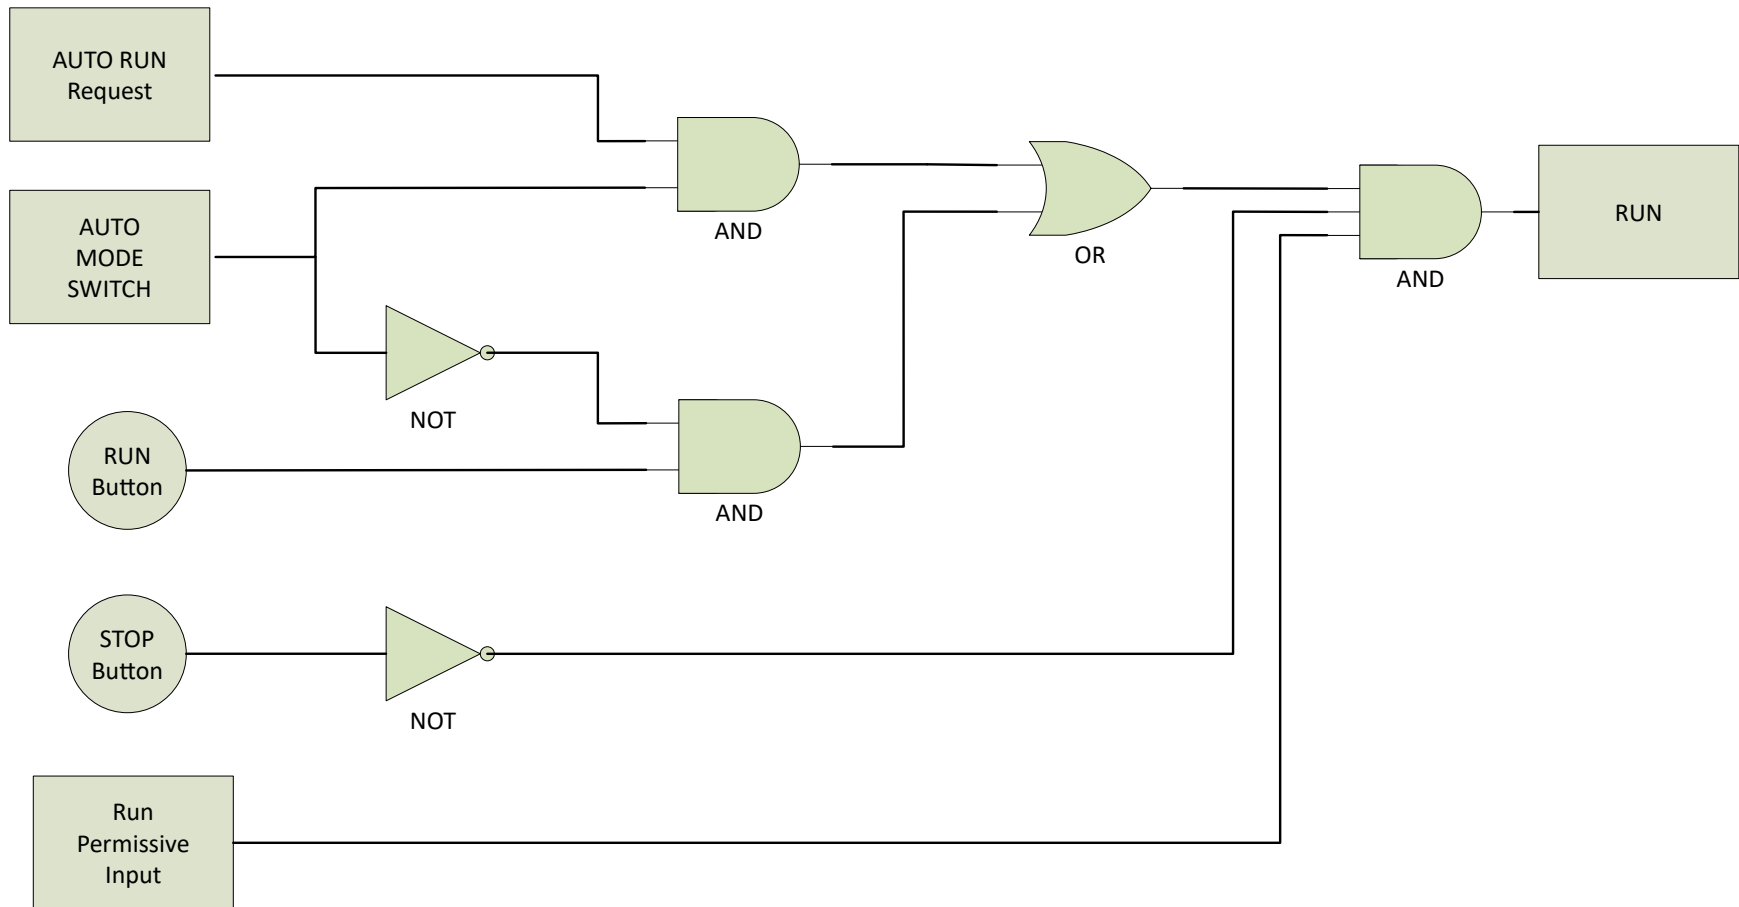 AUTO RUN
Request
AUTO
MODE
SWITCH
AND
RUN
OR
AND
NOT
RUN
Button
AND
STOP
Button
NOT
Run
Permissive
Input